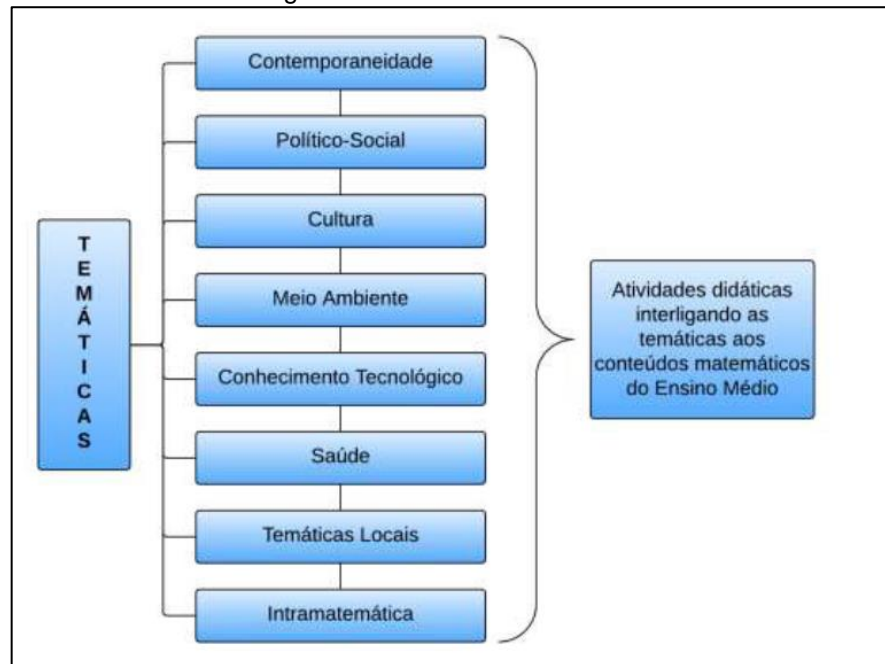 TEMÁTICAS
Contemporaneidade
Político-Social
Cultura
Meio Ambiente
Conhecimento Tecnológico
Saúde
Temáticas Locais
Intramatemática
Atividades didáticas
interligando as
temáticas aos
conteúdos matemáticos
do Ensino Médio